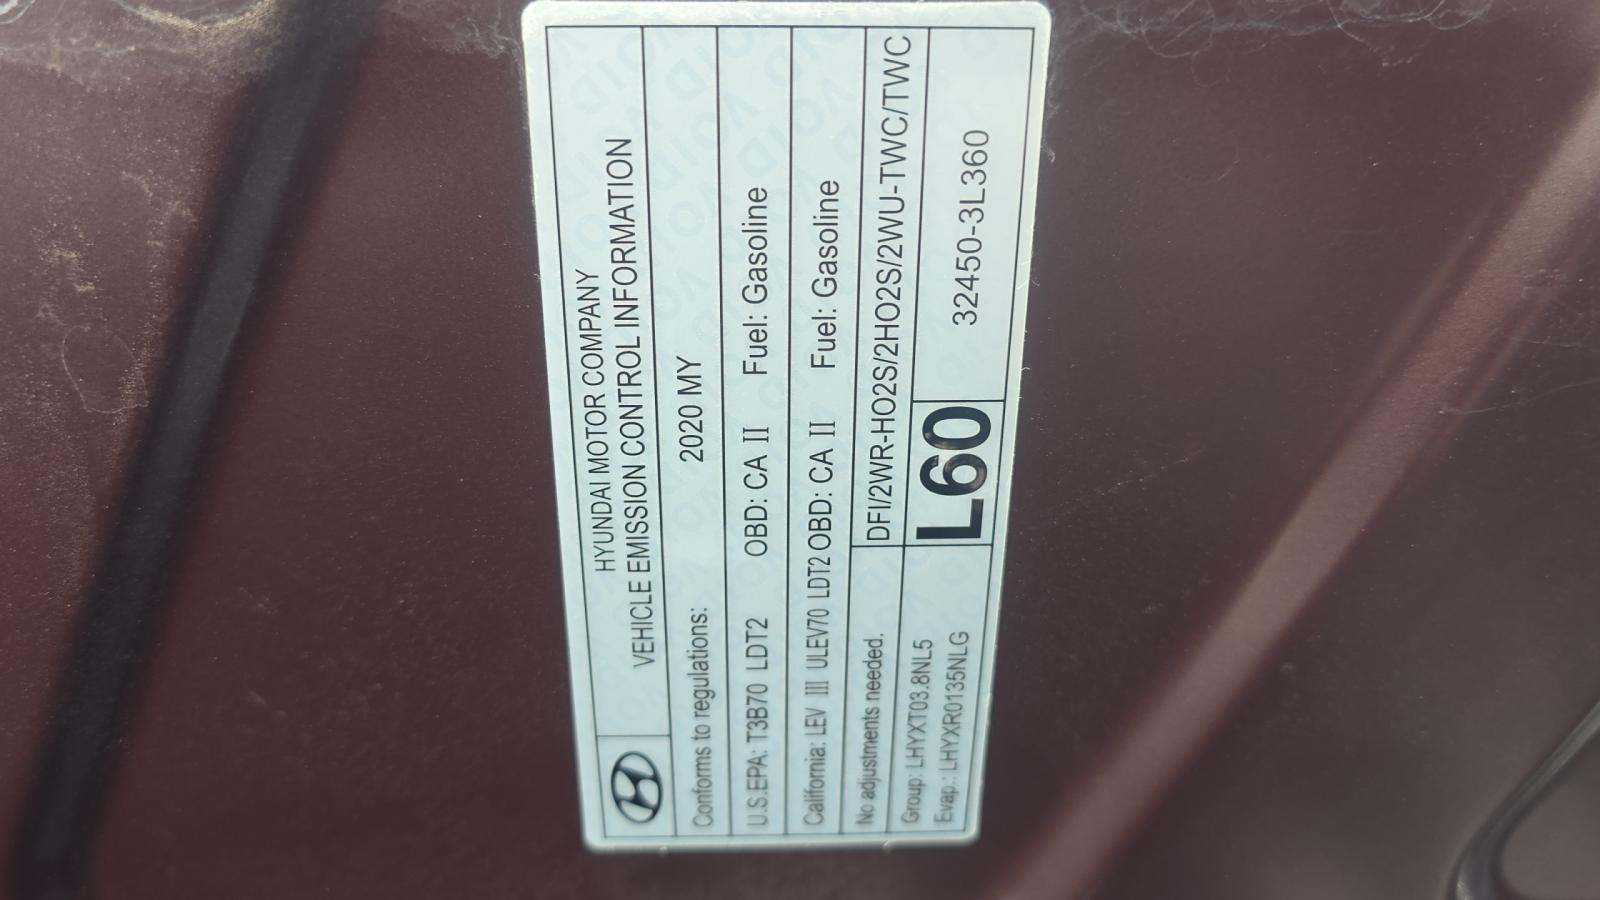 HYUNDAI MOTOR COMPANY
VEHICLE EMISSION CONTROL INFORMATION
Conforms to regulations: 2020 MY
U.S.EPA: T3B70 LDT2 OBD: CA II Fuel: Gasoline
California: LEV III ULEV70 LDT2 OBD: CA II Fuel: Gasoline
No adjustments needed. DFI/2WR-HO2S/2HO2S/2WU-TWC/TWC
Group: LHYXT03.8NL5
Evap.: LHYXR0135NLG
L60
32450-3L360